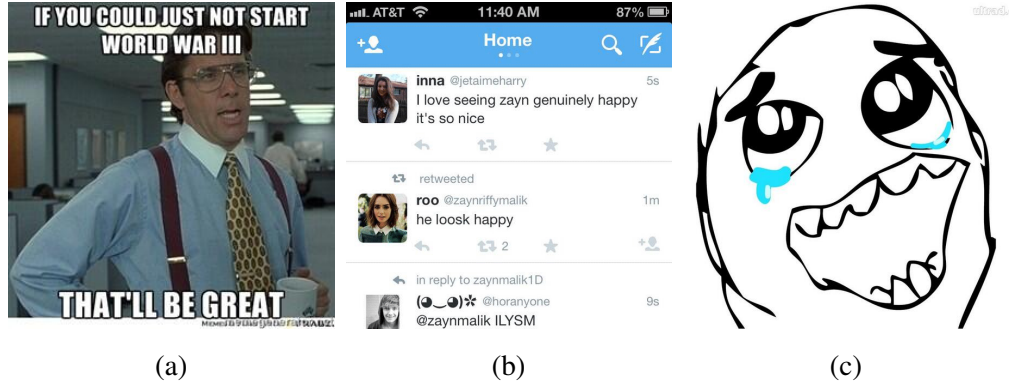 IF YOU COULD JUST NOT START
WORLD WAR III
THAT'LL BE GREAT
AT&T 11:40 AM 87%
Home
inna @jetaimeharry 5s
I love seeing zayn genuinely happy
it's so nice
retweeted
roo @zaynriffymalik 1m
he loosk happy
2
in reply to zaynmalik1D
(◕‿◕)✲ @horanyone 9s
@zaynmalik ILYSM
(a) (b) (c)